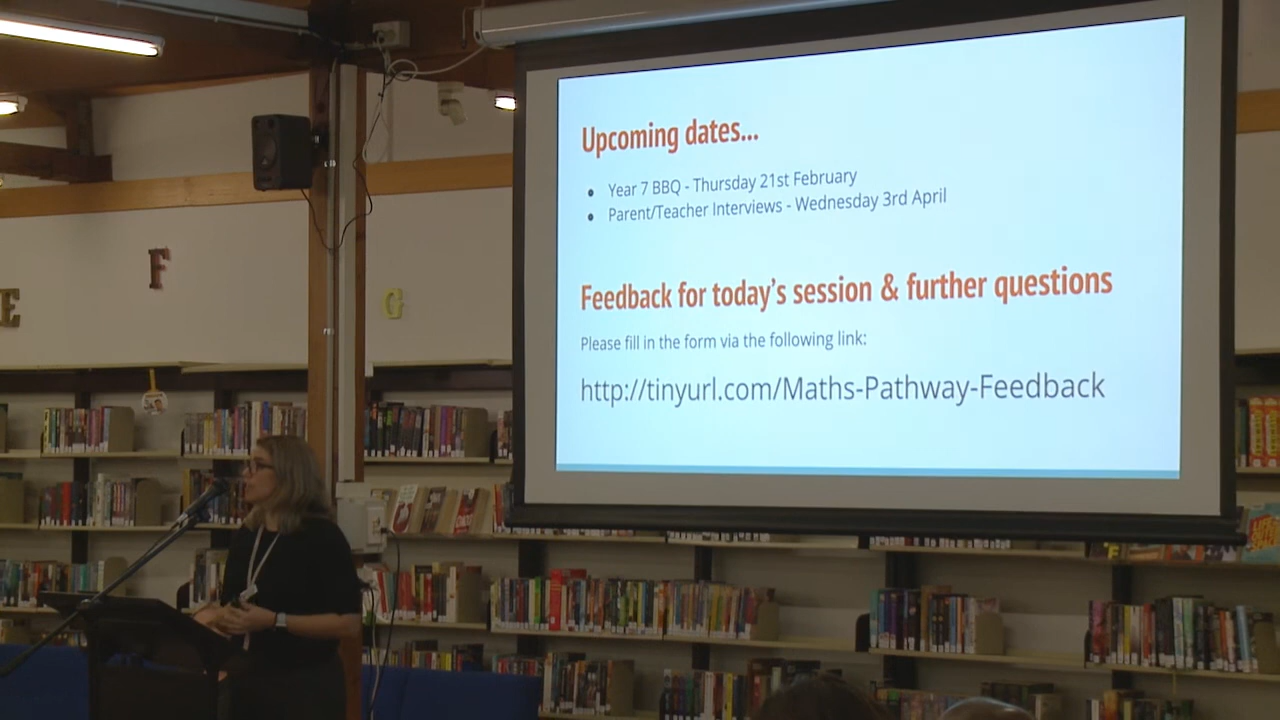 Upcoming dates...
● Year 7 BBQ - Thursday 21st February
● Parent/Teacher Interviews - Wednesday 3rd April
Feedback for today's session & further questions
Please fill in the form via the following link:
http://tinyurl.com/Maths-Pathway-Feedback
E
F
G